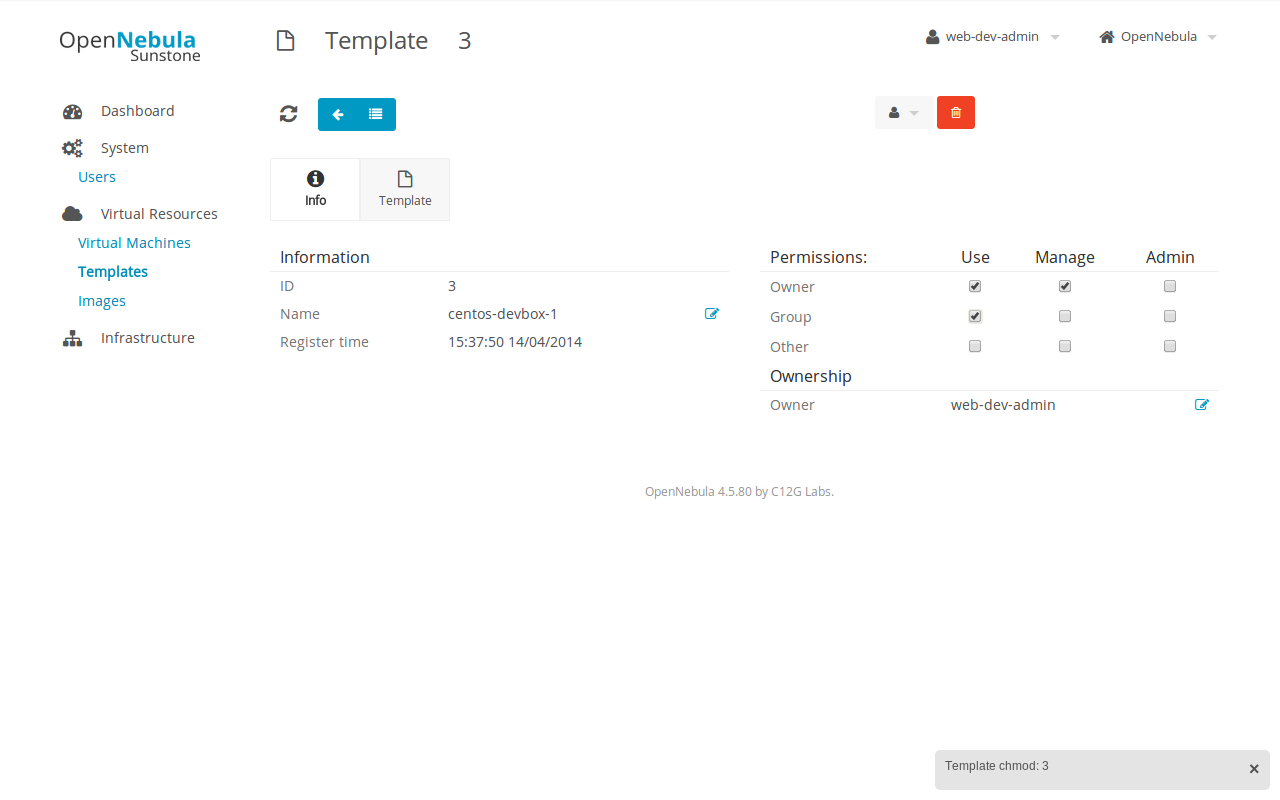 OpenNebula
Sunstone
Template 3
web-dev-admin
OpenNebula
Dashboard
System
Users
Virtual Resources
Virtual Machines
Templates
Images
Infrastructure
Info
Template
Information
ID 3
Name centos-devbox-1
Register time 15:37:50 14/04/2014
Permissions: Use Manage Admin
Owner
Group
Other
Ownership
Owner web-dev-admin
OpenNebula 4.5.80 by C12G Labs.
Template chmod: 3